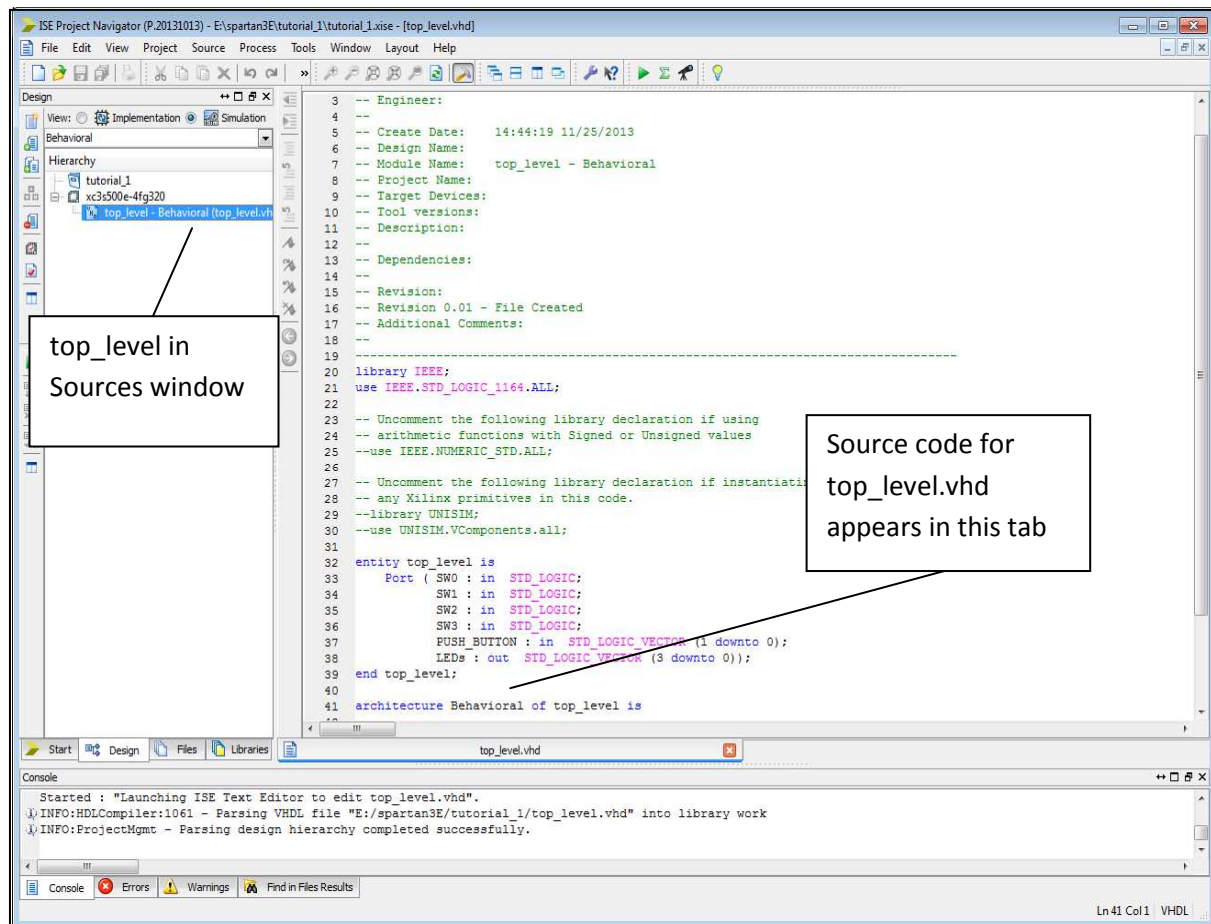 ISE Project Navigator (P.20131013) - E:\spartan3E\tutorial_1\tutorial_1.xise - [top_level.vhd]
File Edit View Project Source Process Tools Window Layout Help
Design
View: Implementation Simulation
Behavioral
Hierarchy
tutorial_1
xc3s500e-4fg320
top_level - Behavioral (top_level.vh
top_level in
Sources window
3 -- Engineer:
4 --
5 -- Create Date: 14:44:19 11/25/2013
6 -- Design Name:
7 -- Module Name: top_level - Behavioral
8 -- Project Name:
9 -- Target Devices:
10 -- Tool versions:
11 -- Description:
12 --
13 -- Dependencies:
14 --
15 -- Revision:
16 -- Revision 0.01 - File Created
17 -- Additional Comments:
18 --
19 ----------------------------------------------------------------------------------
20 library IEEE;
21 use IEEE.STD_LOGIC_1164.ALL;
22
23 -- Uncomment the following library declaration if using
24 -- arithmetic functions with Signed or Unsigned values
25 --use IEEE.NUMERIC_STD.ALL;
26
27 -- Uncomment the following library declaration if instantiatin
28 -- any Xilinx primitives in this code.
29 --library UNISIM;
30 --use UNISIM.VComponents.all;
31
32 entity top_level is
33 Port ( SW0 : in STD_LOGIC;
34 SW1 : in STD_LOGIC;
35 SW2 : in STD_LOGIC;
36 SW3 : in STD_LOGIC;
37 PUSH_BUTTON : in STD_LOGIC_VECTOR (1 downto 0);
38 LEDs : out STD_LOGIC_VECTOR (3 downto 0));
39 end top_level;
40
41 architecture Behavioral of top_level is
Source code for
top_level.vhd
appears in this tab
Start Design Files Libraries top_level.vhd
Console
Started : "Launching ISE Text Editor to edit top_level.vhd".
INFO:HDLCompiler:1061 - Parsing VHDL file "E:/spartan3E/tutorial_1/top_level.vhd" into library work
INFO:ProjectMgmt - Parsing design hierarchy completed successfully.
Console Errors Warnings Find in Files Results
Ln 41 Col 1 VHDL